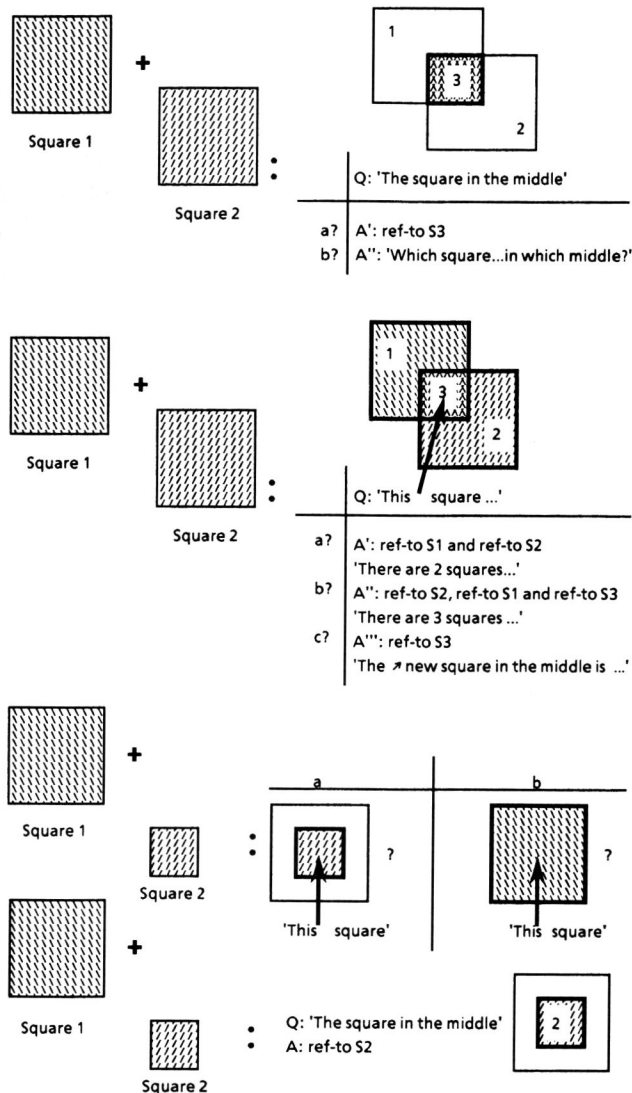 1
+
3
Square 1
2
:
Q: 'The square in the middle'
Square 2
a? A': ref-to S3
b? A'': 'Which square...in which middle?'
1
+
3
Square 1
2
:
Q: 'This square ...'
Square 2
a? A': ref-to S1 and ref-to S2
'There are 2 squares...'
b? A'': ref-to S2, ref-to S1 and ref-to S3
'There are 3 squares ...'
c? A''': ref-to S3
'The ↗ new square in the middle is ...'
+
a b
Square 1
: ? ?
Square 2
'This square' 'This square'
+
Square 1
: Q: 'The square in the middle' 2
A: ref-to S2
Square 2